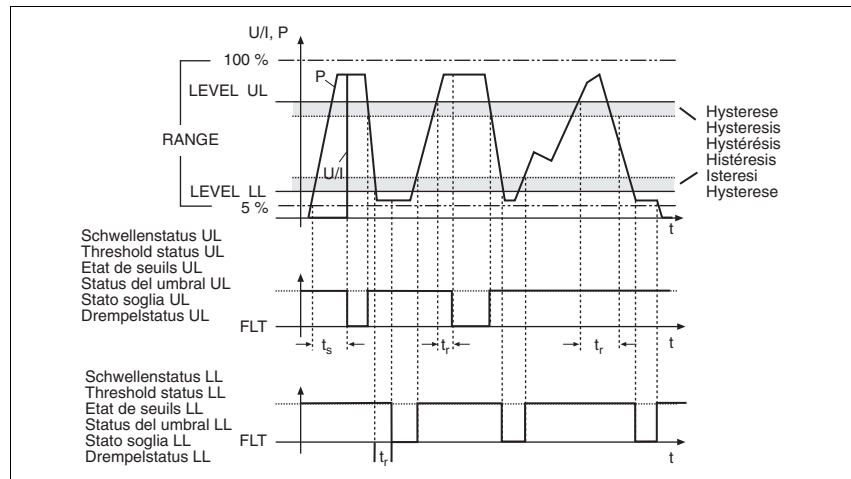 U/I, P
100 %
P
LEVEL UL
RANGE
U/I
LEVEL LL
5 %
t
Hysterese
Hysteresis
Hystérésis
Histéresis
Isteresi
Hysterese
Schwellenstatus UL
Threshold status UL
Etat de seuils UL
Status del umbral UL
Stato soglia UL
Drempelstatus UL
FLT
t
ts
tr
tr
Schwellenstatus LL
Threshold status LL
Etat de seuils LL
Status del umbral LL
Stato soglia LL
Drempelstatus LL
FLT
t
tr